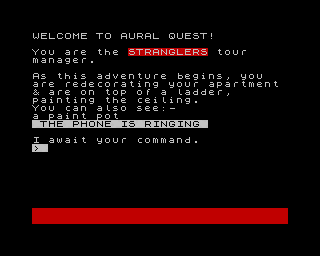 WELCOME TO AURAL QUEST!
You are the STRANGLERS tour
manager.
As this adventure begins, you
are redecorating your apartment
& are on top of a ladder,
painting the ceiling.
You can also see:-
a paint pot
THE PHONE IS RINGING
I await your command.
>